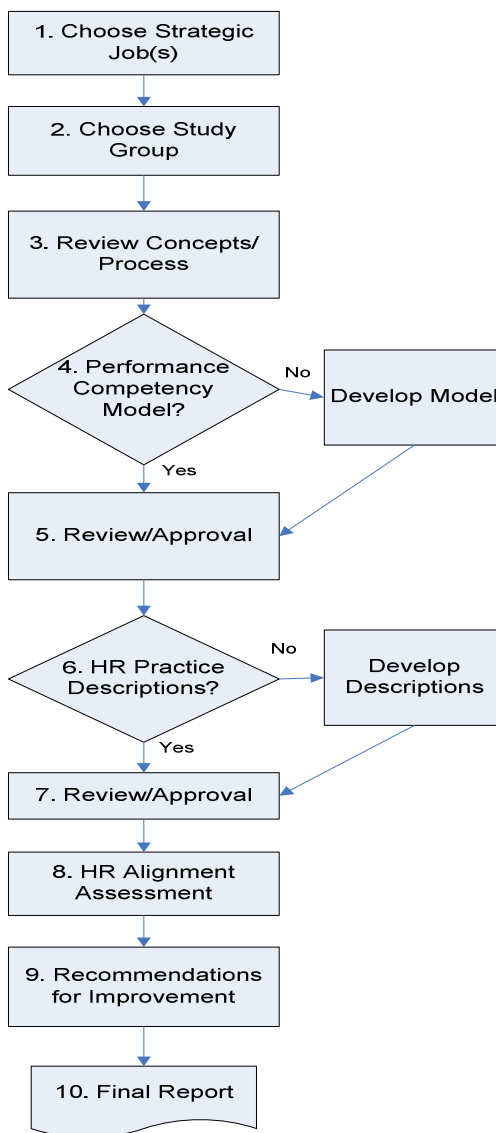 1. Choose Strategic
Job(s)
2. Choose Study
Group
3. Review Concepts/
Process
4. Performance
Competency
Model?
No
Develop Model
Yes
5. Review/Approval
6. HR Practice
Descriptions?
No
Develop
Descriptions
Yes
7. Review/Approval
8. HR Alignment
Assessment
9. Recommendations
for Improvement
10. Final Report